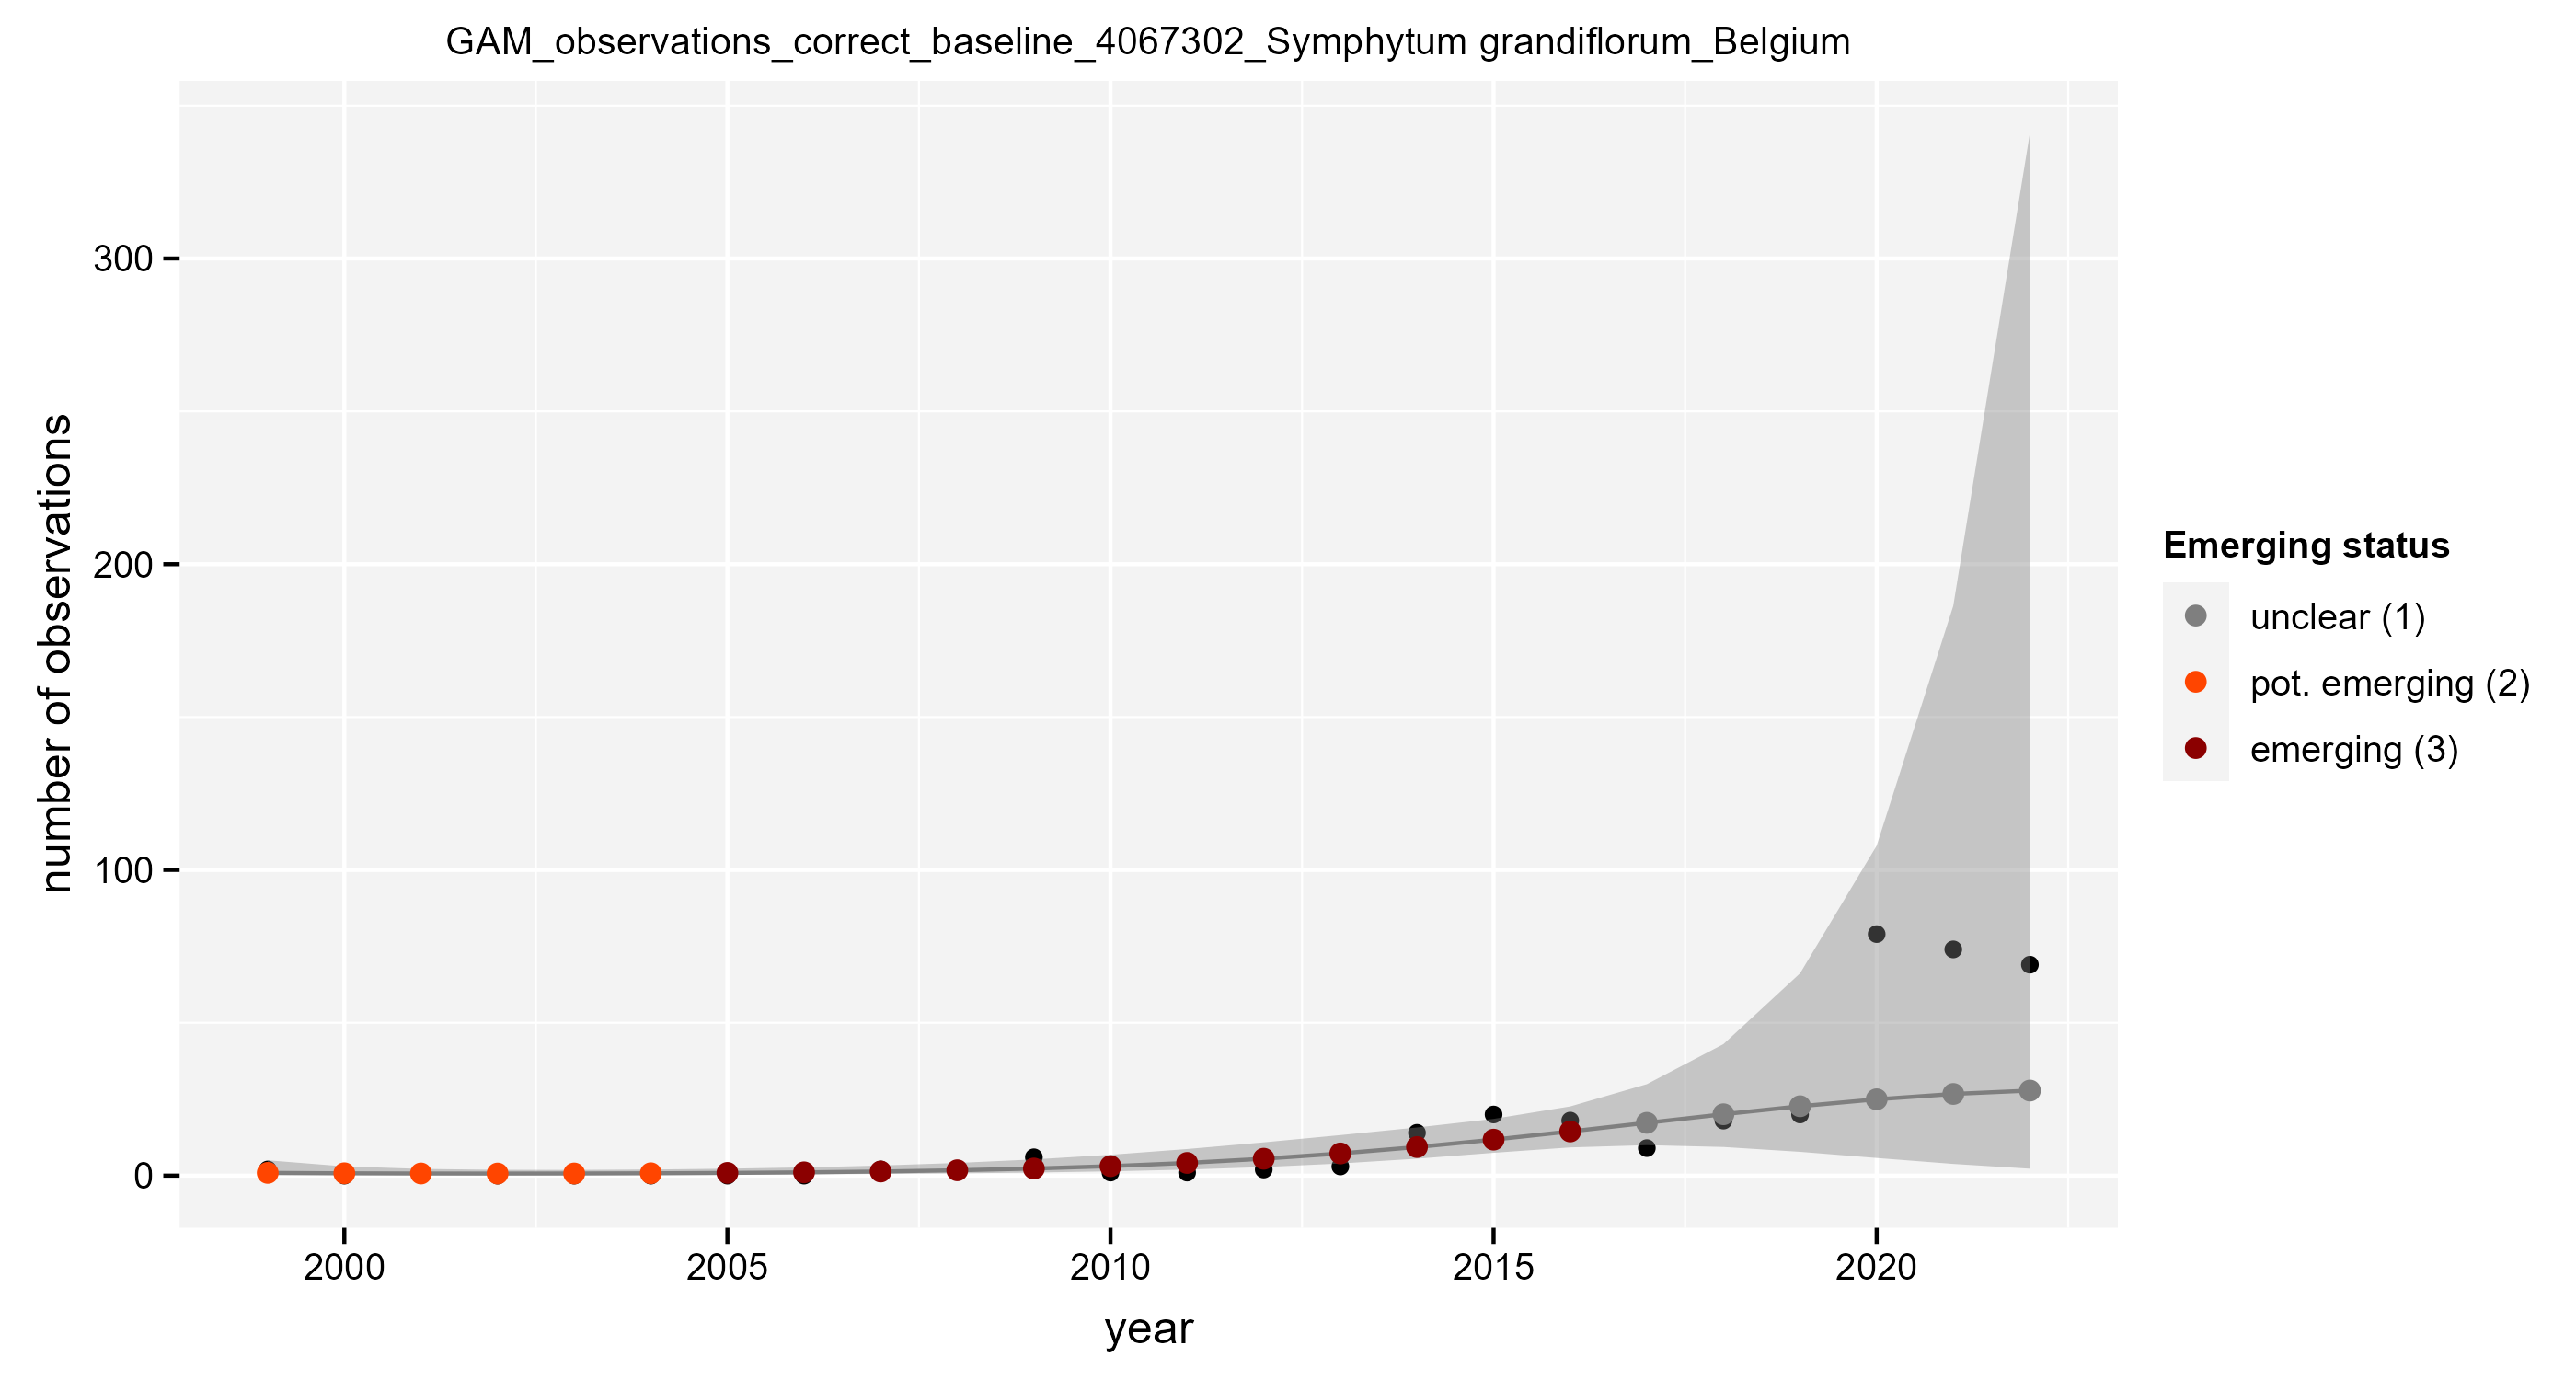 GAM_observations_correct_baseline_4067302_Symphytum grandiflorum_Belgium
number of observations
300
200
100
0
2000
2005
2010
2015
2020
year
Emerging status
unclear (1)
pot. emerging (2)
emerging (3)